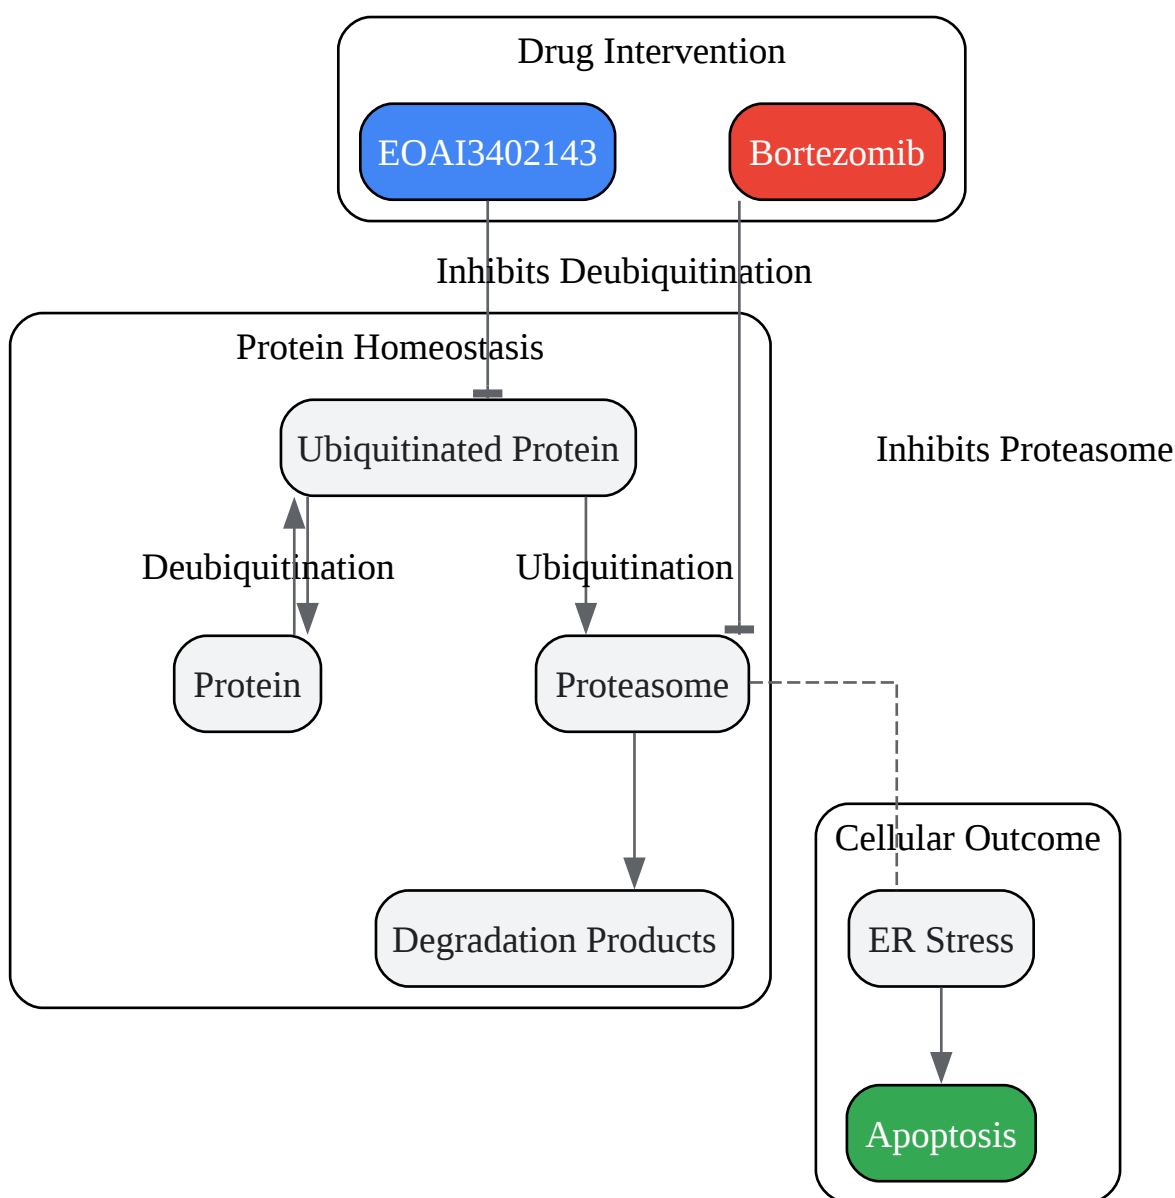 Drug Intervention
EOAI3402143
Bortezomib
Inhibits Deubiquitination
Protein Homeostasis
Ubiquitinated Protein
Inhibits Proteasome
Deubiquitination
Ubiquitination
Protein
Proteasome
Cellular Outcome
Degradation Products
ER Stress
Apoptosis